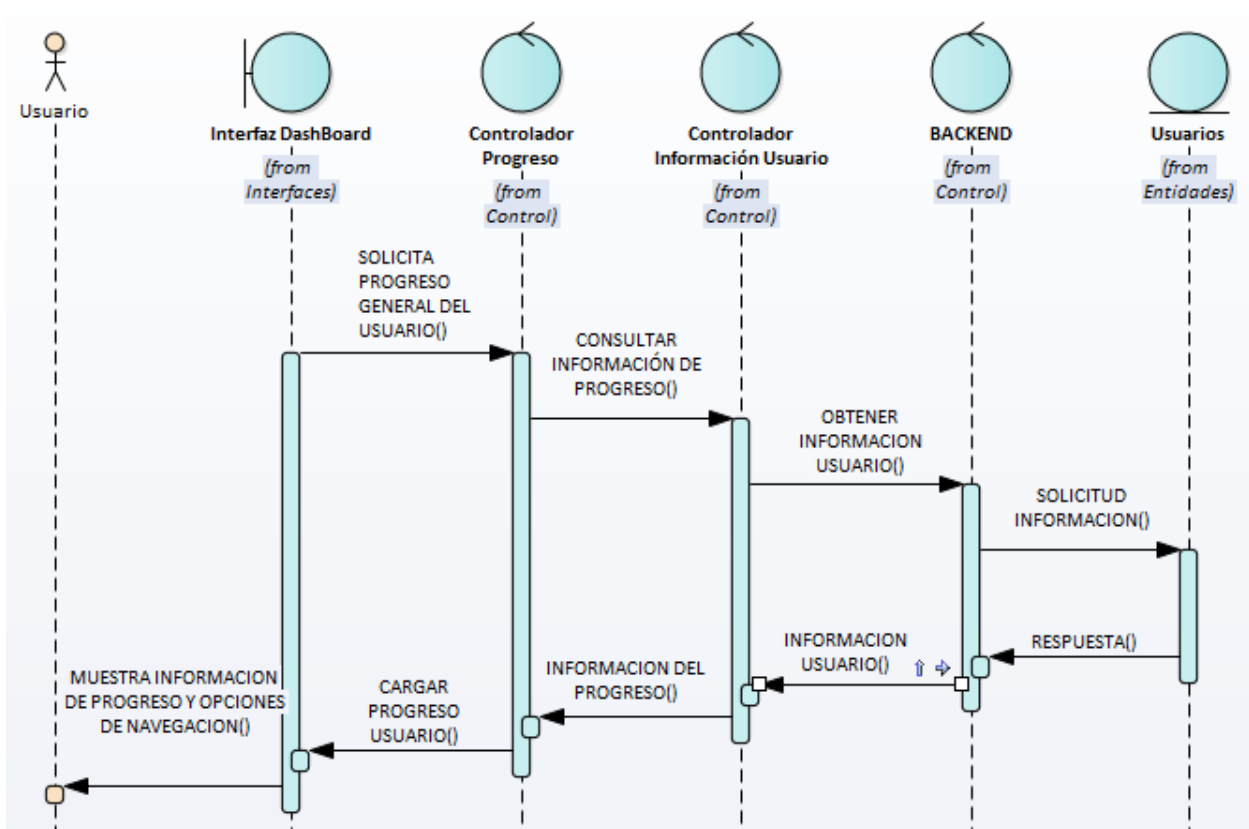 Usuario
Interfaz DashBoard
(from
Interfaces)
Controlador
Progreso
(from
Control)
Controlador
Información Usuario
(from
Control)
BACKEND
(from
Control)
Usuarios
(from
Entidades)
SOLICITA
PROGRESO
GENERAL DEL
USUARIO()
CONSULTAR
INFORMACIÓN DE
PROGRESO()
OBTENER
INFORMACION
USUARIO()
SOLICITUD
INFORMACION()
RESPUESTA()
INFORMACION
USUARIO()
INFORMACION DEL
PROGRESO()
CARGAR
PROGRESO
USUARIO()
MUESTRA INFORMACION
DE PROGRESO Y OPCIONES
DE NAVEGACION()